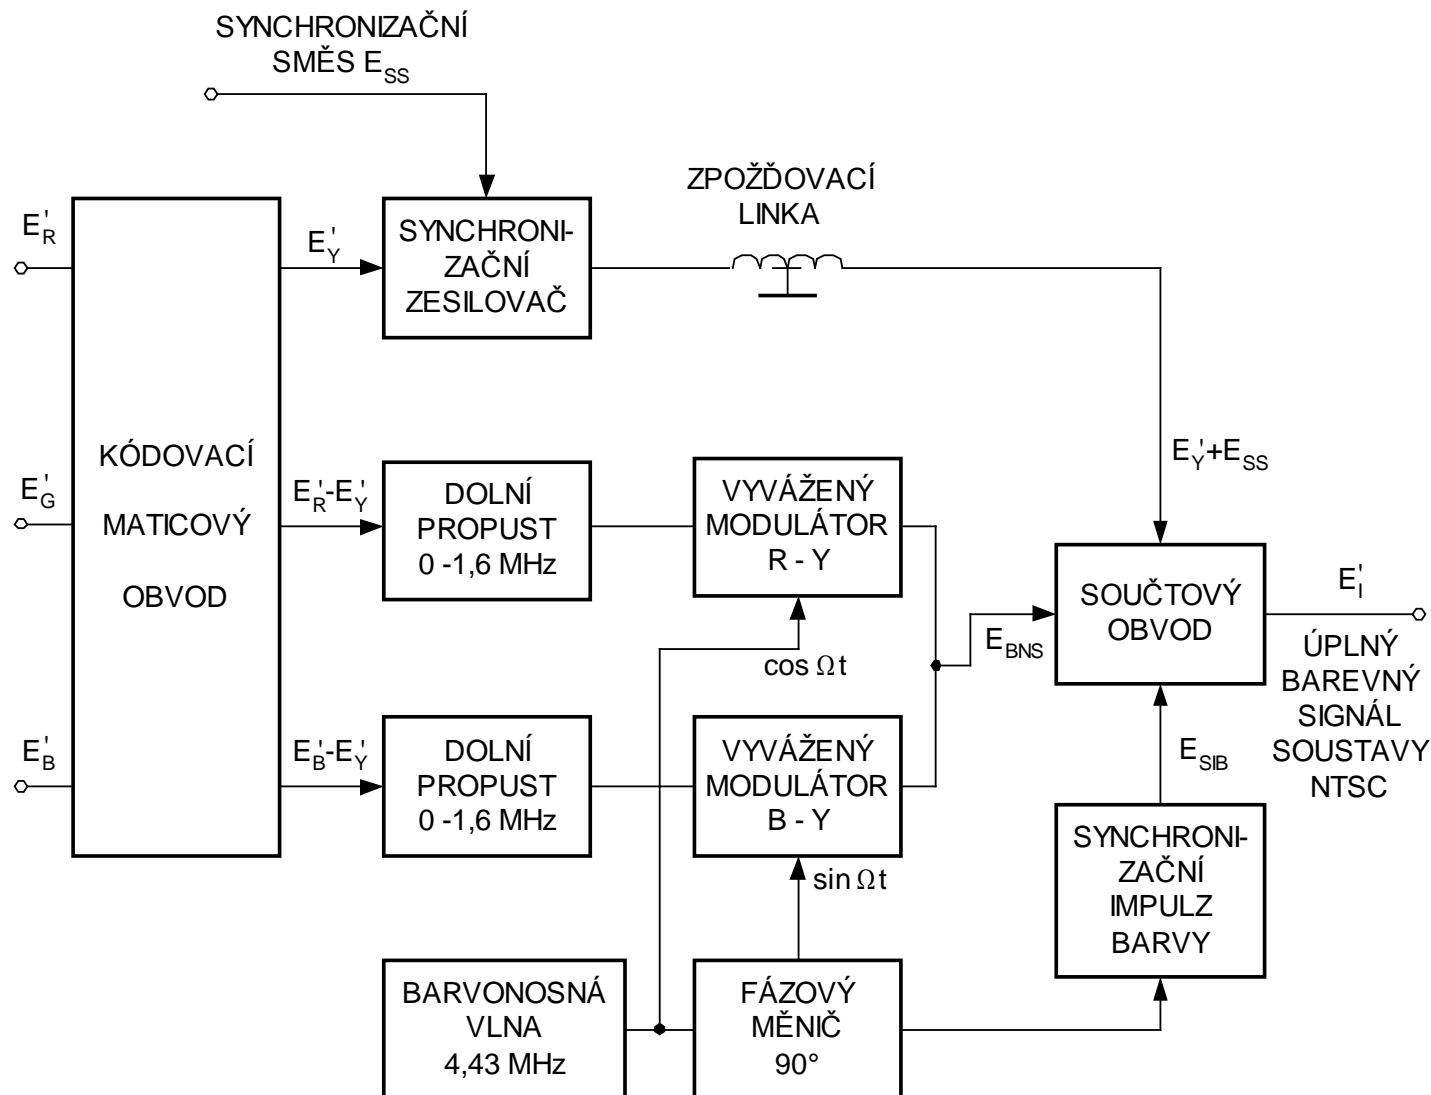 SYNCHRONIZAČNÍ
SMĚS E_SS
ZPOŽĎOVACÍ
LINKA
E'_R
E'_Y
SYNCHRONI-
ZAČNÍ
ZESILOVAČ
KÓDOVACÍ
MATICOVÝ
OBVOD
E'_G
E'_R-E'_Y
DOLNÍ
PROPUST
0 -1,6 MHz
VYVÁŽENÝ
MODULÁTOR
R - Y
E'_Y+E_SS
cos Ωt
E_BNS
SOUČTOVÝ
OBVOD
E'_I
ÚPLNÝ
BAREVNÝ
SIGNÁL
SOUSTAVY
NTSC
E'_B
E'_B-E'_Y
DOLNÍ
PROPUST
0 -1,6 MHz
VYVÁŽENÝ
MODULÁTOR
B - Y
E_SIB
sin Ωt
SYNCHRONI-
ZAČNÍ
IMPULZ
BARVY
BARVONOSNÁ
VLNA
4,43 MHz
FÁZOVÝ
MĚNIČ
90°